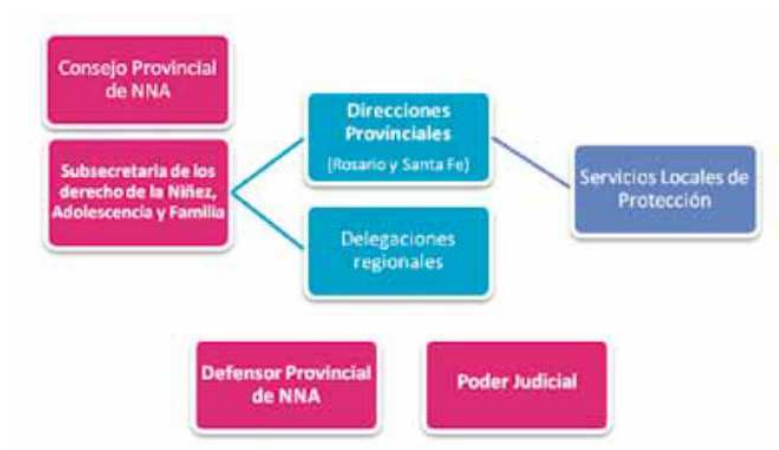 Consejo Provincial
de NNA
Subsecretaria de los
derecho de la Niñez,
Adolescencia y Familia
Direcciones
Provinciales
(Rosario y Santa Fe)
Delegaciones
regionales
Servicios Locales de
Protección
Defensor Provincial
de NNA
Poder Judicial